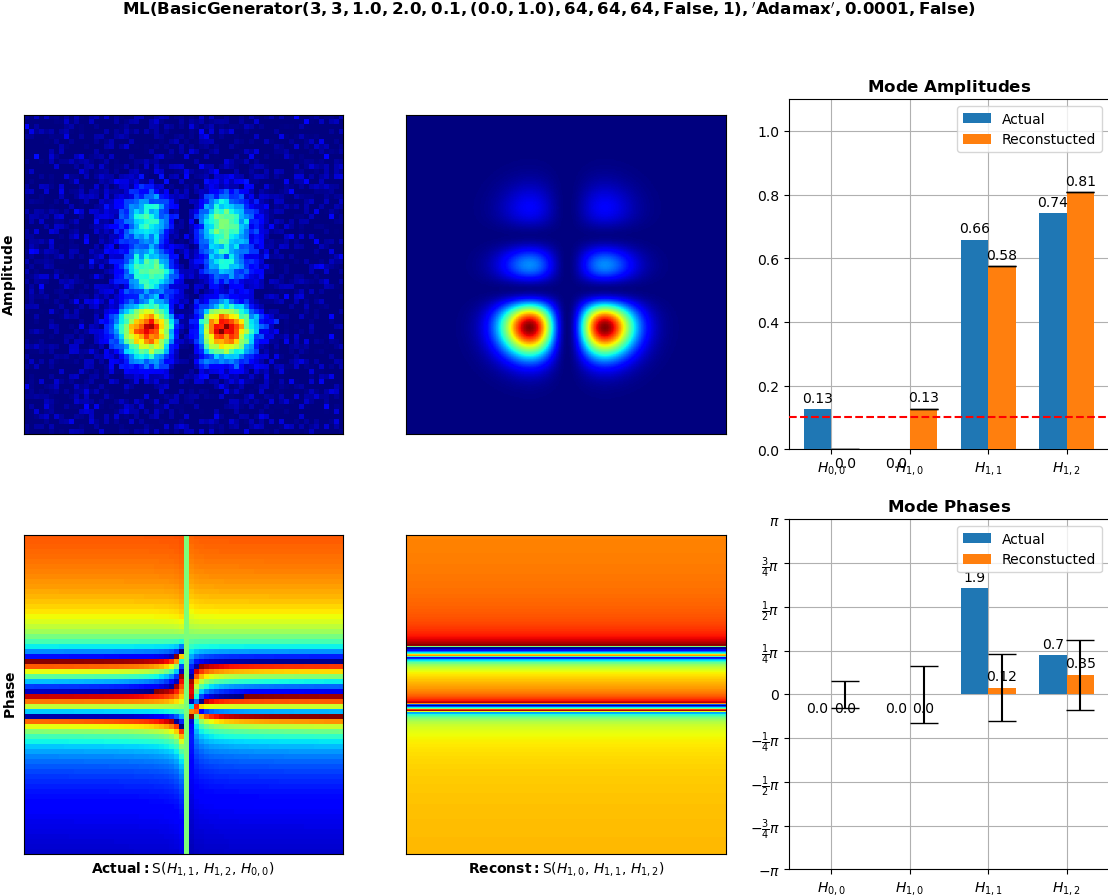 ML(BasicGenerator(3, 3, 1.0, 2.0, 0.1, (0.0, 1.0), 64, 64, 64, False, 1), ′Adamax′, 0.0001, False)
Amplitude
Mode Amplitudes
Actual
Reconstucted
1.0
0.8
0.6
0.4
0.2
0.0
0.13
0.0
0.0
0.13
0.66
0.58
0.74
0.81
H0,0
H1,0
H1,1
H1,2
Phase
Actual: S(H1,1, H1,2, H0,0)
Reconst: S(H1,0, H1,1, H1,2)
Mode Phases
Actual
Reconstucted
π
3/4π
1/2π
1/4π
0
−1/4π
−1/2π
−3/4π
−π
0.0
0.0
0.0
0.0
1.9
0.12
0.7
0.35
H0,0
H1,0
H1,1
H1,2